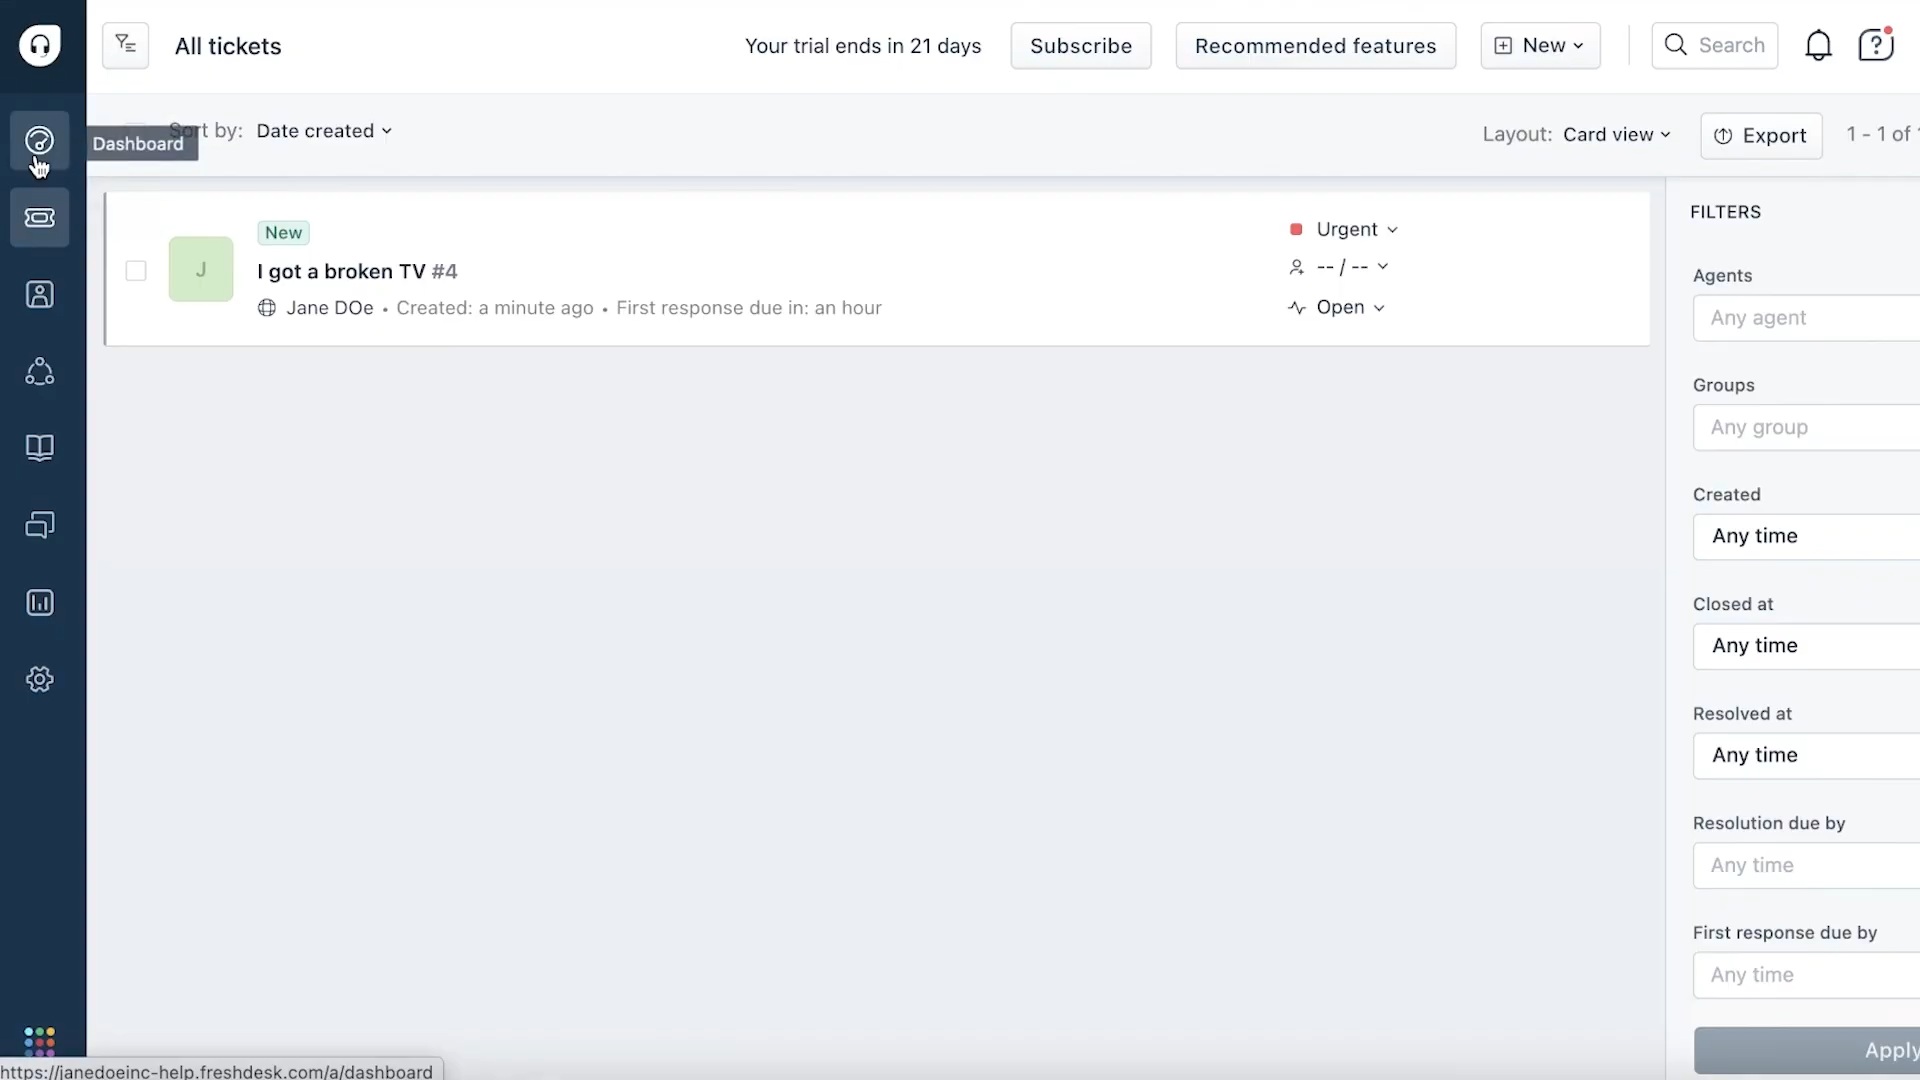 All tickets
Your trial ends in 21 days
Subscribe
Recommended features
New
Search
Dashboard
Sort by: Date created
Layout: Card view
Export
1 - 1 of
New
J
I got a broken TV #4
Jane DOe • Created: a minute ago • First response due in: an hour
Urgent
-- / --
Open
FILTERS
Agents
Any agent
Groups
Any group
Created
Any time
Closed at
Any time
Resolved at
Any time
Resolution due by
Any time
First response due by
Any time
Apply
https://janedoeinc-help.freshdesk.com/a/dashboard